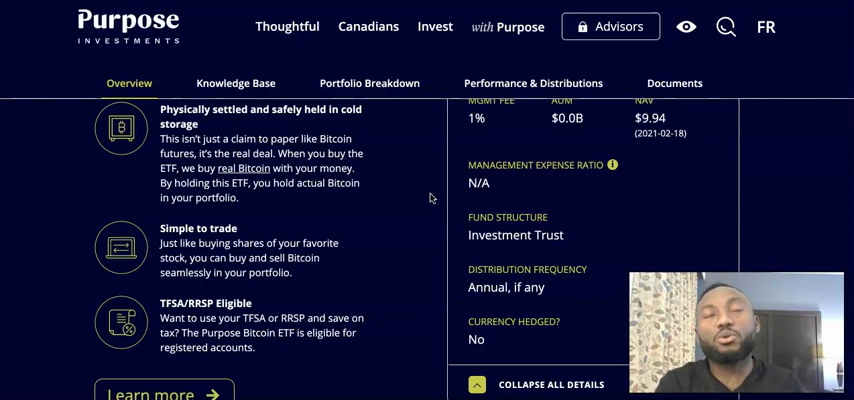 Purpose
INVESTMENTS
Thoughtful
Canadians
Invest
with Purpose
Advisors
FR
Overview
Knowledge Base
Portfolio Breakdown
Performance & Distributions
Documents
Physically settled and safely held in cold
storage
This isn't just a claim to paper like Bitcoin
futures, it's the real deal. When you buy the
ETF, we buy real Bitcoin with your money.
By holding this ETF, you hold actual Bitcoin
in your portfolio.
Simple to trade
Just like buying shares of your favorite
stock, you can buy and sell Bitcoin
seamlessly in your portfolio.
TFSA/RRSP Eligible
Want to use your TFSA or RRSP and save on
tax? The Purpose Bitcoin ETF is eligible for
registered accounts.
Learn more
MGMT FEE
AUM
NAV
1%
$0.0B
$9.94
(2021-02-18)
MANAGEMENT EXPENSE RATIO
N/A
FUND STRUCTURE
Investment Trust
DISTRIBUTION FREQUENCY
Annual, if any
CURRENCY HEDGED?
No
COLLAPSE ALL DETAILS